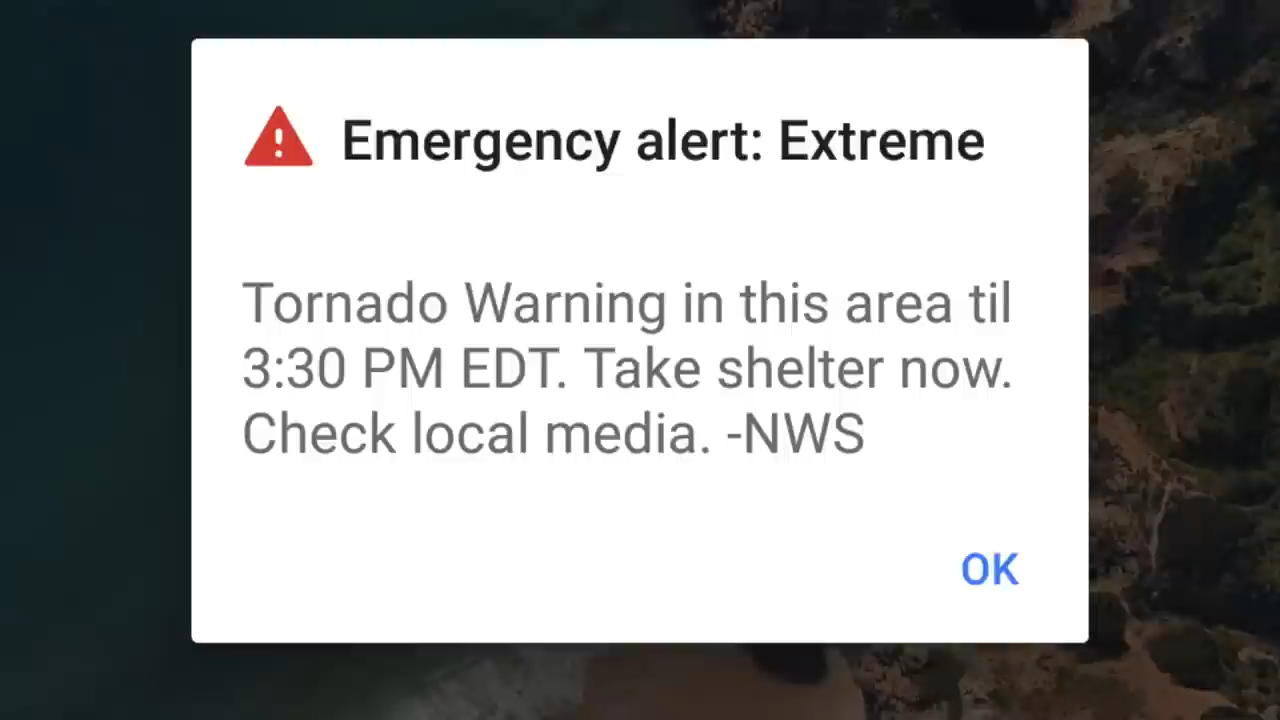 Emergency alert: Extreme
Tornado Warning in this area til
3:30 PM EDT. Take shelter now.
Check local media. -NWS
OK